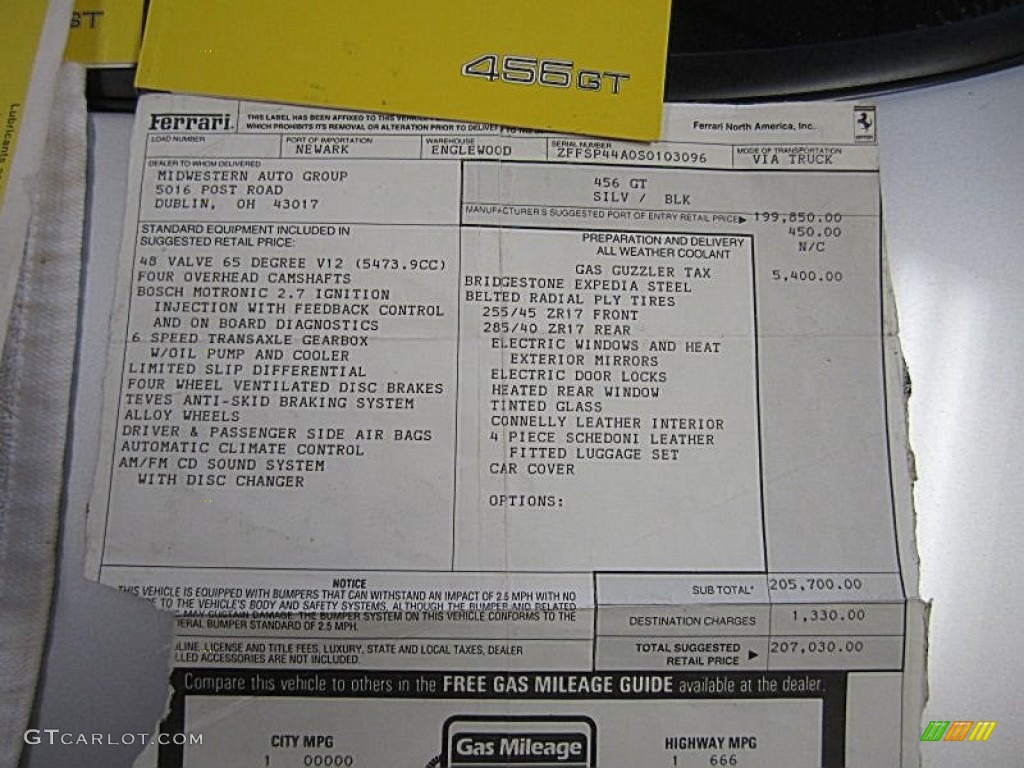 GT
456 GT
Lubricants
Ferrari.
THIS LABEL HAS BEEN AFFIXED TO THIS
WHICH PROHIBITS ITS REMOVAL OR ALTERATION PRIOR TO DELIVERY TO THE
Ferrari North America, Inc.
LOAD NUMBER
PORT OF IMPORTATION
NEWARK
WAREHOUSE
ENGLEWOOD
SERIAL NUMBER
ZFFSP44A0S0103096
MODE OF TRANSPORTATION
VIA TRUCK
DEALER TO WHOM DELIVERED
MIDWESTERN AUTO GROUP
5016 POST ROAD
DUBLIN, OH 43017
456 GT
SILV / BLK
MANUFACTURER'S SUGGESTED PORT OF ENTRY RETAIL PRICE▶ 199,850.00
STANDARD EQUIPMENT INCLUDED IN
SUGGESTED RETAIL PRICE:
48 VALVE 65 DEGREE V12 (5473.9CC)
FOUR OVERHEAD CAMSHAFTS
BOSCH MOTRONIC 2.7 IGNITION
INJECTION WITH FEEDBACK CONTROL
AND ON BOARD DIAGNOSTICS
6 SPEED TRANSAXLE GEARBOX
W/OIL PUMP AND COOLER
LIMITED SLIP DIFFERENTIAL
FOUR WHEEL VENTILATED DISC BRAKES
TEVES ANTI-SKID BRAKING SYSTEM
ALLOY WHEELS
DRIVER & PASSENGER SIDE AIR BAGS
AUTOMATIC CLIMATE CONTROL
AM/FM CD SOUND SYSTEM
WITH DISC CHANGER
PREPARATION AND DELIVERY 450.00
ALL WEATHER COOLANT N/C
GAS GUZZLER TAX 5,400.00
BRIDGESTONE EXPEDIA STEEL
BELTED RADIAL PLY TIRES
255/45 ZR17 FRONT
285/40 ZR17 REAR
ELECTRIC WINDOWS AND HEAT
EXTERIOR MIRRORS
ELECTRIC DOOR LOCKS
HEATED REAR WINDOW
TINTED GLASS
CONNELLY LEATHER INTERIOR
4 PIECE SCHEDONI LEATHER
FITTED LUGGAGE SET
CAR COVER
OPTIONS:
NOTICE
THIS VEHICLE IS EQUIPPED WITH BUMPERS THAT CAN WITHSTAND AN IMPACT OF 2.5 MPH WITH NO
TO THE VEHICLE'S BODY AND SAFETY SYSTEMS, ALTHOUGH THE BUMPER AND RELATED
MAY SUSTAIN DAMAGE. THE BUMPER SYSTEM ON THIS VEHICLE CONFORMS TO THE
ERAL BUMPER STANDARD OF 2.5 MPH.
LINE, LICENSE AND TITLE FEES, LUXURY, STATE AND LOCAL TAXES, DEALER
LLED ACCESSORIES ARE NOT INCLUDED.
SUB TOTAL* 205,700.00
DESTINATION CHARGES 1,330.00
TOTAL SUGGESTED
RETAIL PRICE ▶ 207,030.00
Compare this vehicle to others in the FREE GAS MILEAGE GUIDE available at the dealer.
CITY MPG
1 00000
Gas Mileage
HIGHWAY MPG
1 666
GTCARLOT.COM